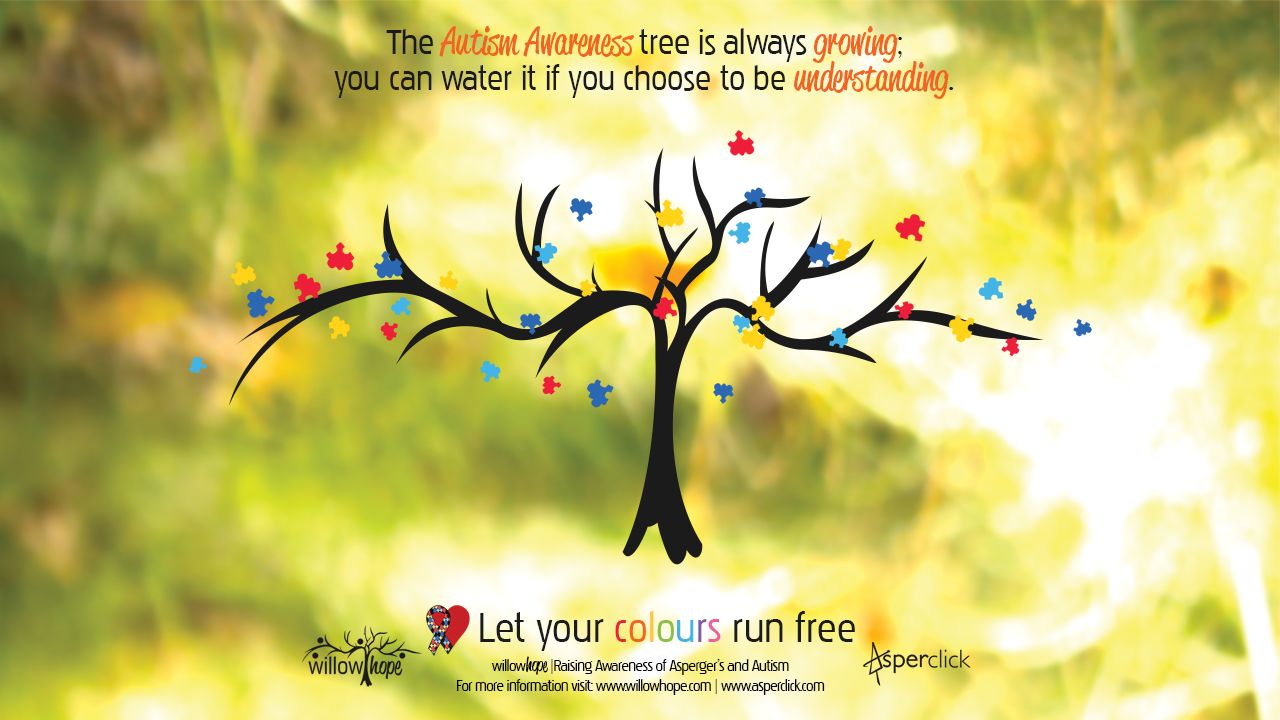 The Autism Awareness tree is always growing;
you can water it if you choose to be understanding.
Let your colours run free
willowhope
willowhope | Raising Awareness of Asperger's and Autism
For more information visit: www.willowhope.com | www.asperclick.com
Asperclick